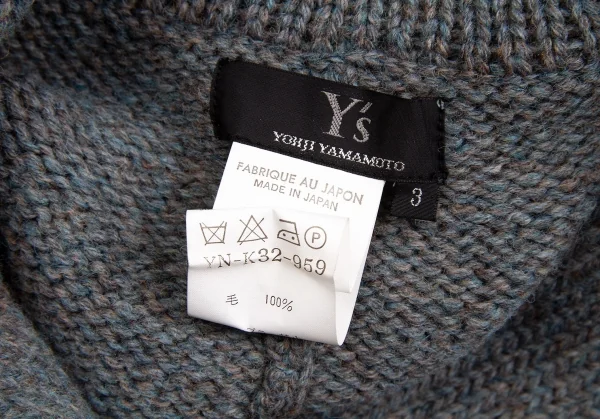 Y's
YOHJI YAMAMOTO
3
FABRIQUE AU JAPON
MADE IN JAPAN
P
YN-K32-959
毛 100%